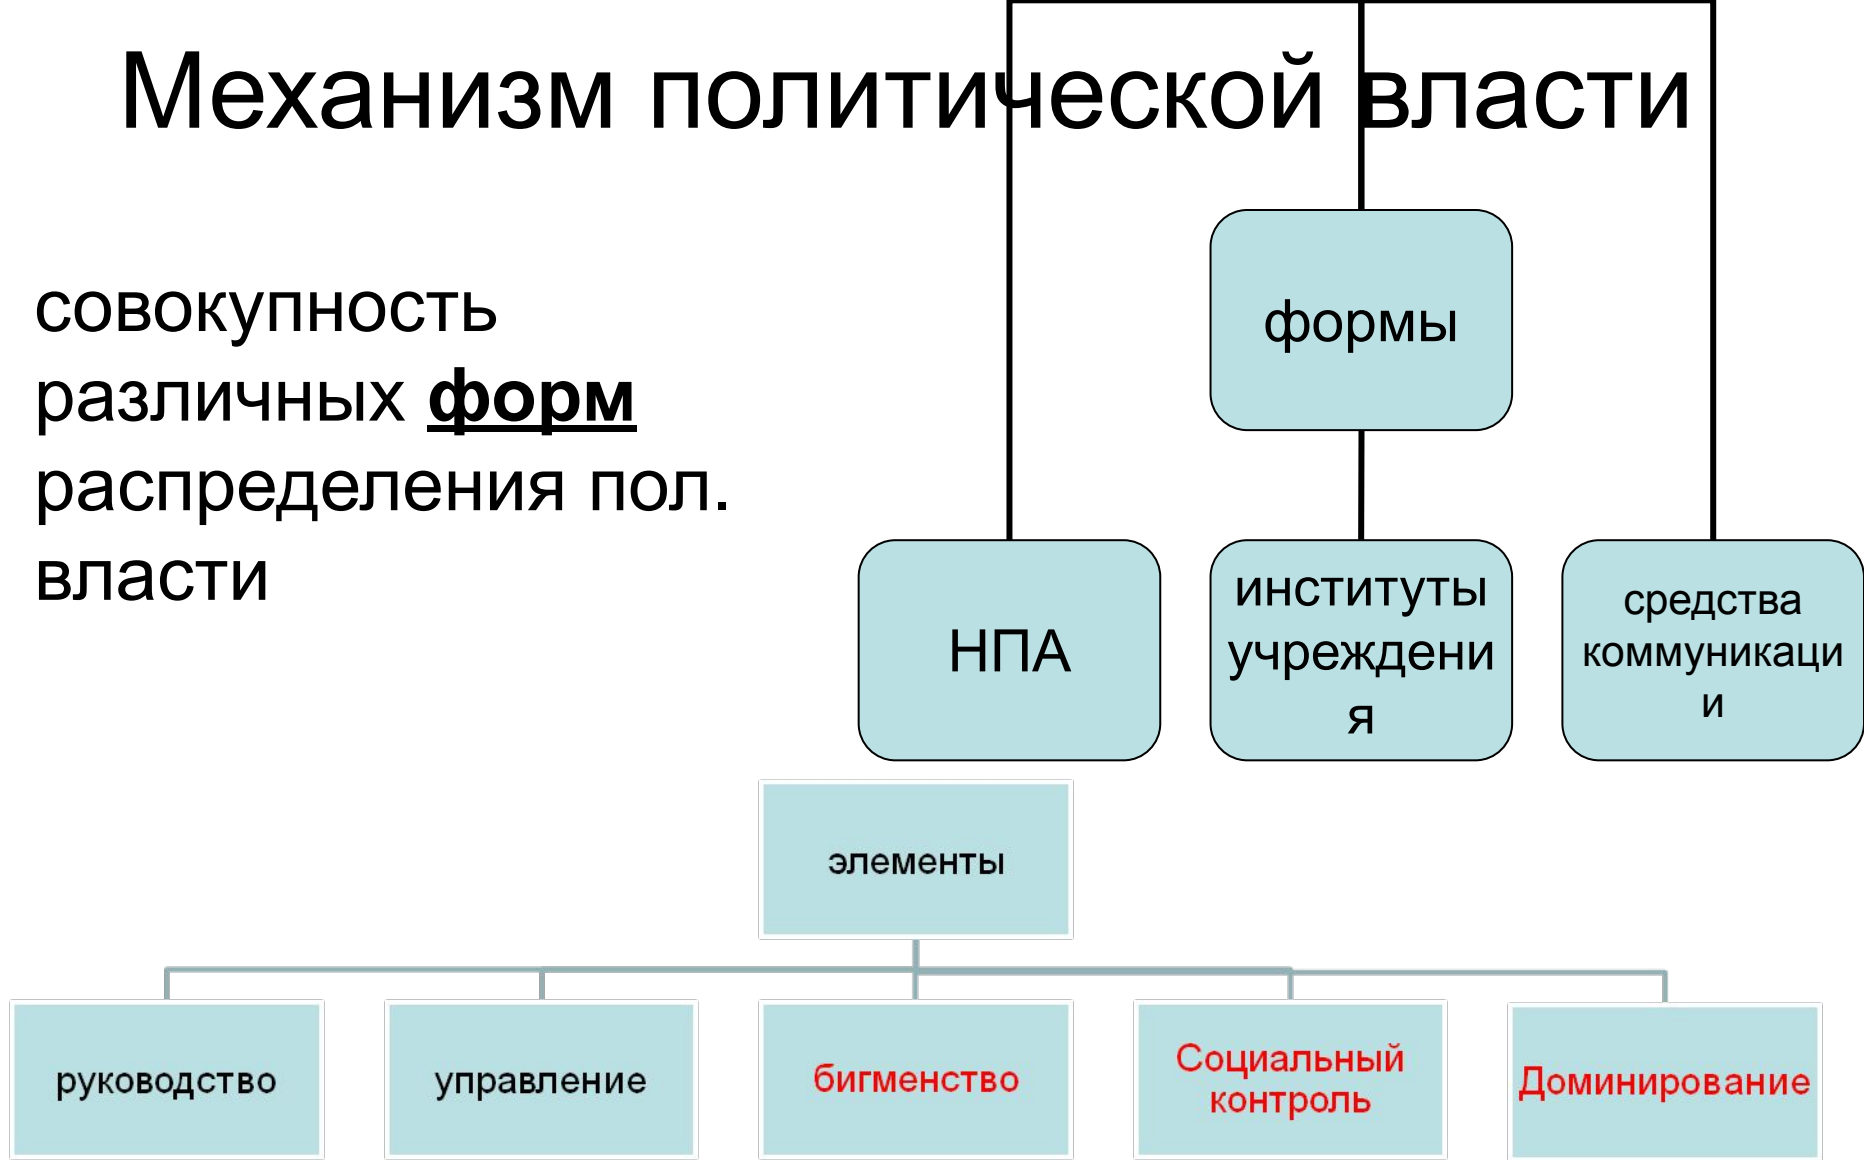 Механизм политической власти
совокупность
различных форм
распределения пол.
власти
формы
НПА
институты
учреждени
я
средства
коммуникаци
и
элементы
руководство
управление
бигменство
Социальный
контроль
Доминирование